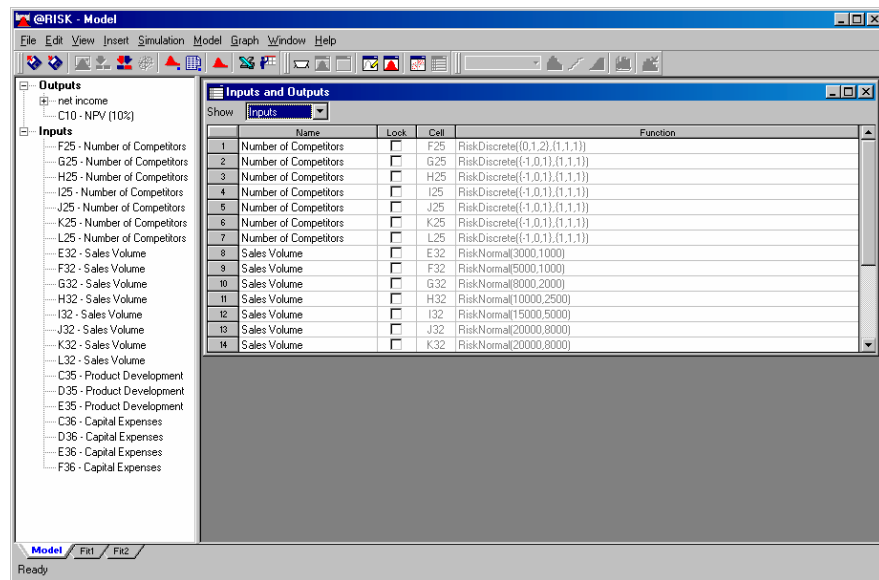 @RISK - Model
File Edit View Insert Simulation Model Graph Window Help
Outputs
net income
C10 - NPV (10%)
Inputs
F25 - Number of Competitors
G25 - Number of Competitors
H25 - Number of Competitors
I25 - Number of Competitors
J25 - Number of Competitors
K25 - Number of Competitors
L25 - Number of Competitors
E32 - Sales Volume
F32 - Sales Volume
G32 - Sales Volume
H32 - Sales Volume
I32 - Sales Volume
J32 - Sales Volume
K32 - Sales Volume
L32 - Sales Volume
C35 - Product Development
D35 - Product Development
E35 - Product Development
C36 - Capital Expenses
D36 - Capital Expenses
E36 - Capital Expenses
F36 - Capital Expenses
Inputs and Outputs
Show Inputs
Name Lock Cell Function
1 Number of Competitors F25 RiskDiscrete({0,1,2},{1,1,1})
2 Number of Competitors G25 RiskDiscrete({-1,0,1},{1,1,1})
3 Number of Competitors H25 RiskDiscrete({-1,0,1},{1,1,1})
4 Number of Competitors I25 RiskDiscrete({-1,0,1},{1,1,1})
5 Number of Competitors J25 RiskDiscrete({-1,0,1},{1,1,1})
6 Number of Competitors K25 RiskDiscrete({-1,0,1},{1,1,1})
7 Number of Competitors L25 RiskDiscrete({-1,0,1},{1,1,1})
8 Sales Volume E32 RiskNormal(3000,1000)
9 Sales Volume F32 RiskNormal(5000,1000)
10 Sales Volume G32 RiskNormal(8000,2000)
11 Sales Volume H32 RiskNormal(10000,2500)
12 Sales Volume I32 RiskNormal(15000,5000)
13 Sales Volume J32 RiskNormal(20000,8000)
14 Sales Volume K32 RiskNormal(20000,8000)
Model Fit1 Fit2
Ready